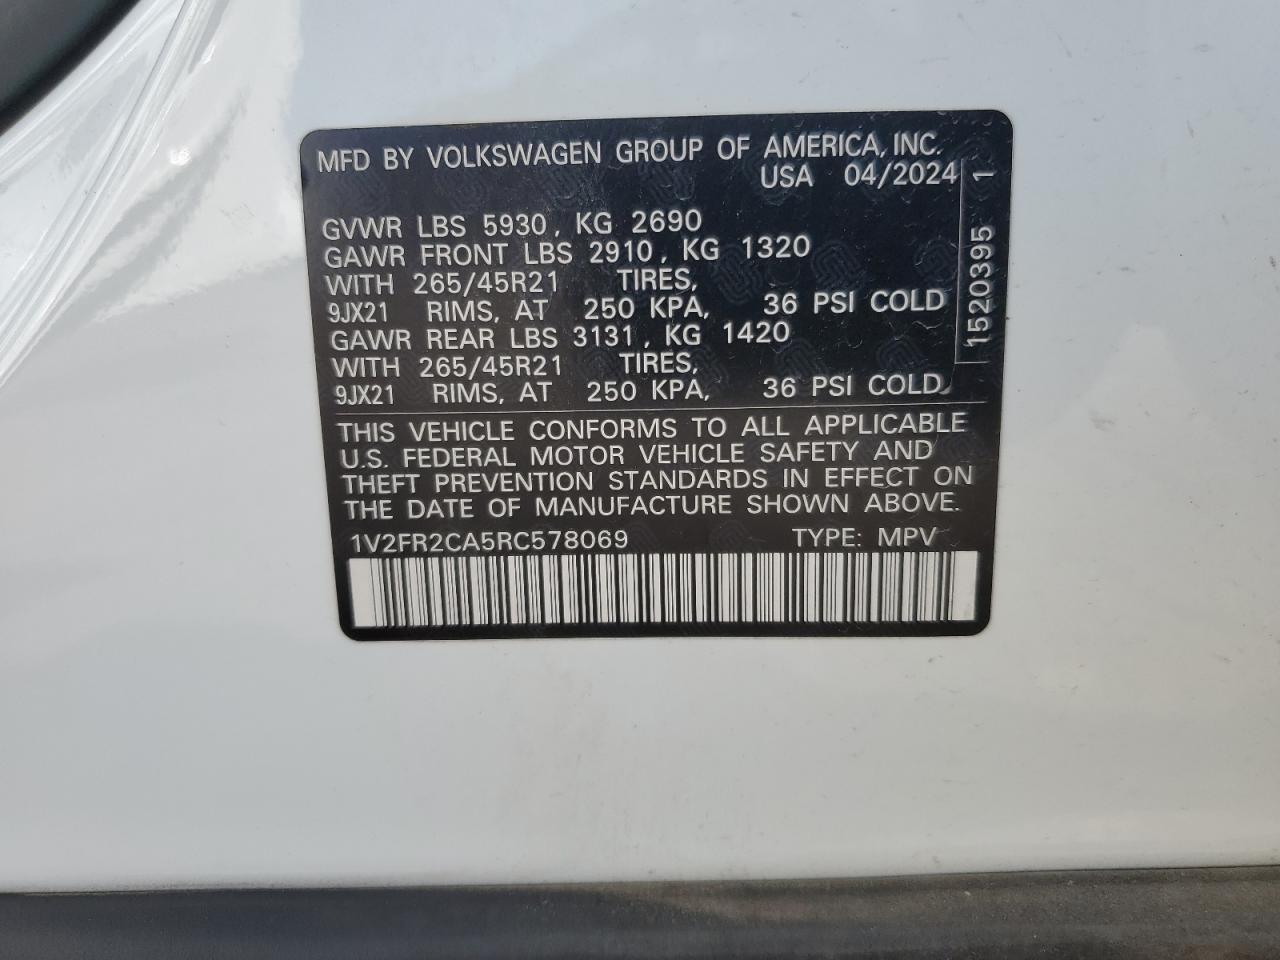 MFD BY VOLKSWAGEN GROUP OF AMERICA, INC.
USA 04/2024
GVWR LBS 5930, KG 2690
GAWR FRONT LBS 2910, KG 1320
WITH 265/45R21 TIRES,
9JX21 RIMS, AT 250 KPA, 36 PSI COLD
GAWR REAR LBS 3131, KG 1420
WITH 265/45R21 TIRES,
9JX21 RIMS, AT 250 KPA, 36 PSI COLD.
1520395 1
THIS VEHICLE CONFORMS TO ALL APPLICABLE
U.S. FEDERAL MOTOR VEHICLE SAFETY AND
THEFT PREVENTION STANDARDS IN EFFECT ON
THE DATE OF MANUFACTURE SHOWN ABOVE.
1V2FR2CA5RC578069 TYPE: MPV